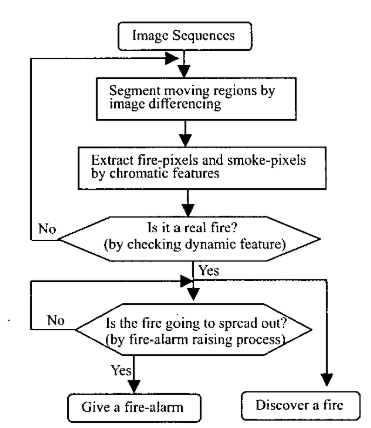 Image Sequences
Segment moving regions by
image differencing
Extract fire-pixels and smoke-pixels
by chromatic features
Is it a real fire?
(by checking dynamic feature)
No
Yes
Is the fire going to spread out?
(by fire-alarm raising process)
No
Yes
Give a fire-alarm
Discover a fire